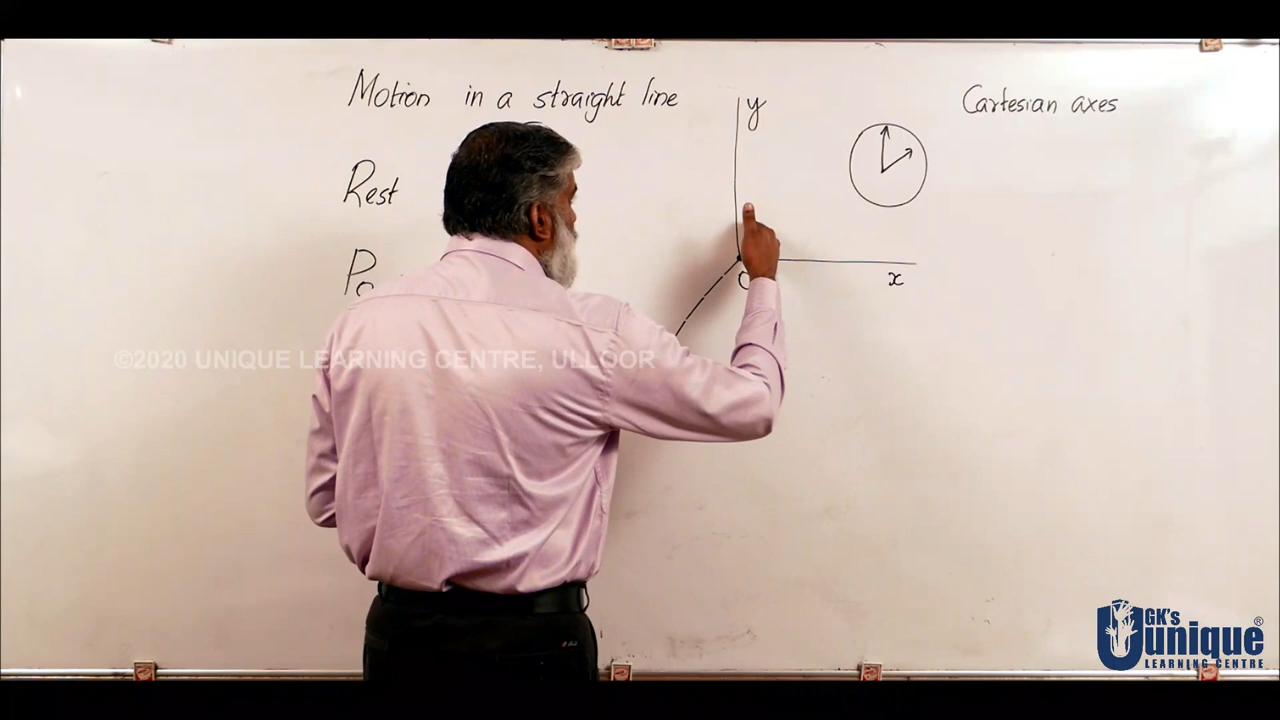 Motion in a straight line
y
Cartesian axes
Rest
O
x
©2020 UNIQUE LEARNING CENTRE, ULLOOR
GK'S
unique®
LEARNING CENTRE